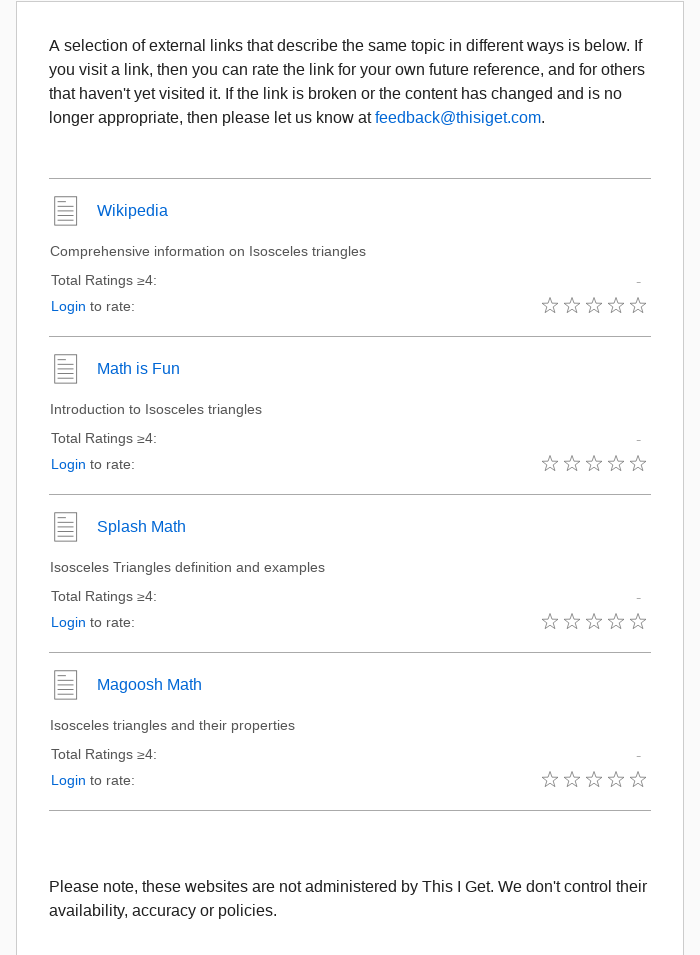 A selection of external links that describe the same topic in different ways is below. If
you visit a link, then you can rate the link for your own future reference, and for others
that haven't yet visited it. If the link is broken or the content has changed and is no
longer appropriate, then please let us know at feedback@thisiget.com.
Wikipedia
Comprehensive information on Isosceles triangles
Total Ratings ≥4: -
Login to rate:
Math is Fun
Introduction to Isosceles triangles
Total Ratings ≥4: -
Login to rate:
Splash Math
Isosceles Triangles definition and examples
Total Ratings ≥4: -
Login to rate:
Magoosh Math
Isosceles triangles and their properties
Total Ratings ≥4: -
Login to rate:
Please note, these websites are not administered by This I Get. We don't control their
availability, accuracy or policies.